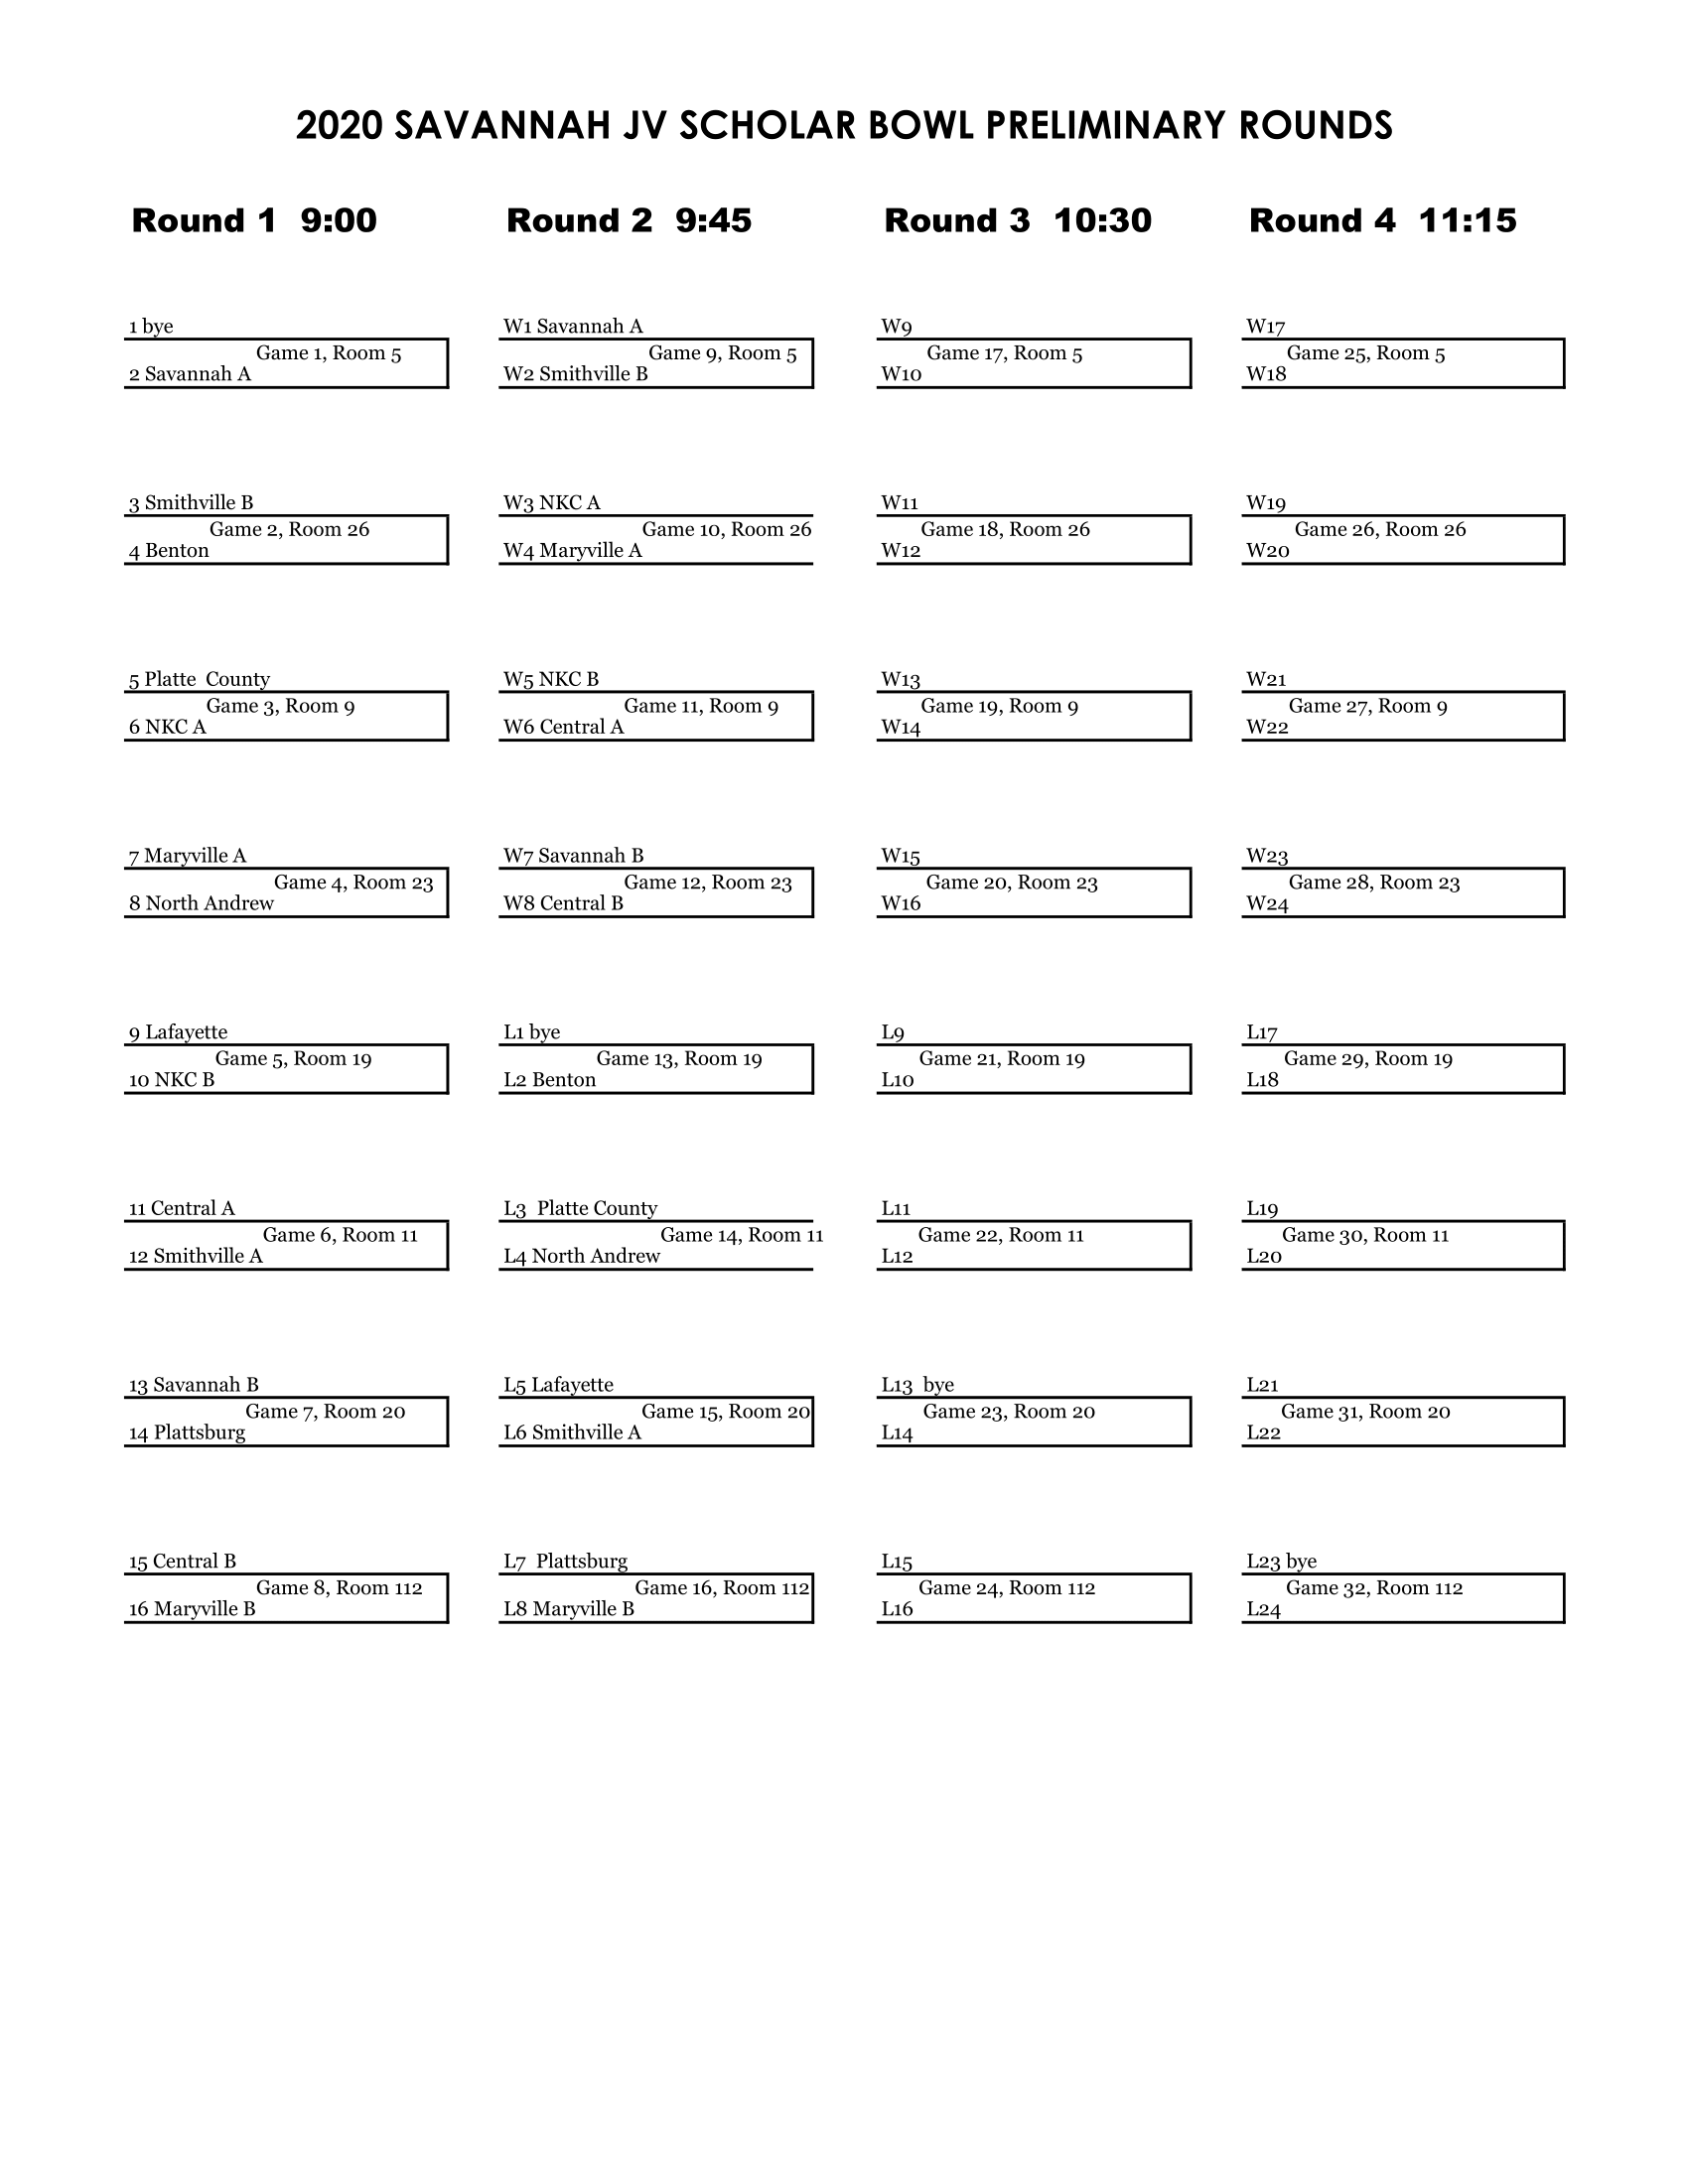 2020 SAVANNAH JV SCHOLAR BOWL PRELIMINARY ROUNDS
Round 1  9:00
Round 2  9:45
Round 3  10:30
Round 4  11:15
1 bye
Game 1, Room 5
2 Savannah A
3 Smithville B
Game 2, Room 26
4 Benton
5 Platte  County
Game 3, Room 9
6 NKC A
7 Maryville A
Game 4, Room 23
8 North Andrew
9 Lafayette
Game 5, Room 19
10 NKC B
11 Central A
Game 6, Room 11
12 Smithville A
13 Savannah B
Game 7, Room 20
14 Plattsburg
15 Central B
Game 8, Room 112
16 Maryville B
W1 Savannah A
Game 9, Room 5
W2 Smithville B
W3 NKC A
Game 10, Room 26
W4 Maryville A
W5 NKC B
Game 11, Room 9
W6 Central A
W7 Savannah B
Game 12, Room 23
W8 Central B
L1 bye
Game 13, Room 19
L2 Benton
L3  Platte County
Game 14, Room 11
L4 North Andrew
L5 Lafayette
Game 15, Room 20
L6 Smithville A
L7  Plattsburg
Game 16, Room 112
L8 Maryville B
W9
Game 17, Room 5
W10
W11
Game 18, Room 26
W12
W13
Game 19, Room 9
W14
W15
Game 20, Room 23
W16
L9
Game 21, Room 19
L10
L11
Game 22, Room 11
L12
L13  bye
Game 23, Room 20
L14
L15
Game 24, Room 112
L16
W17
Game 25, Room 5
W18
W19
Game 26, Room 26
W20
W21
Game 27, Room 9
W22
W23
Game 28, Room 23
W24
L17
Game 29, Room 19
L18
L19
Game 30, Room 11
L20
L21
Game 31, Room 20
L22
L23 bye
Game 32, Room 112
L24